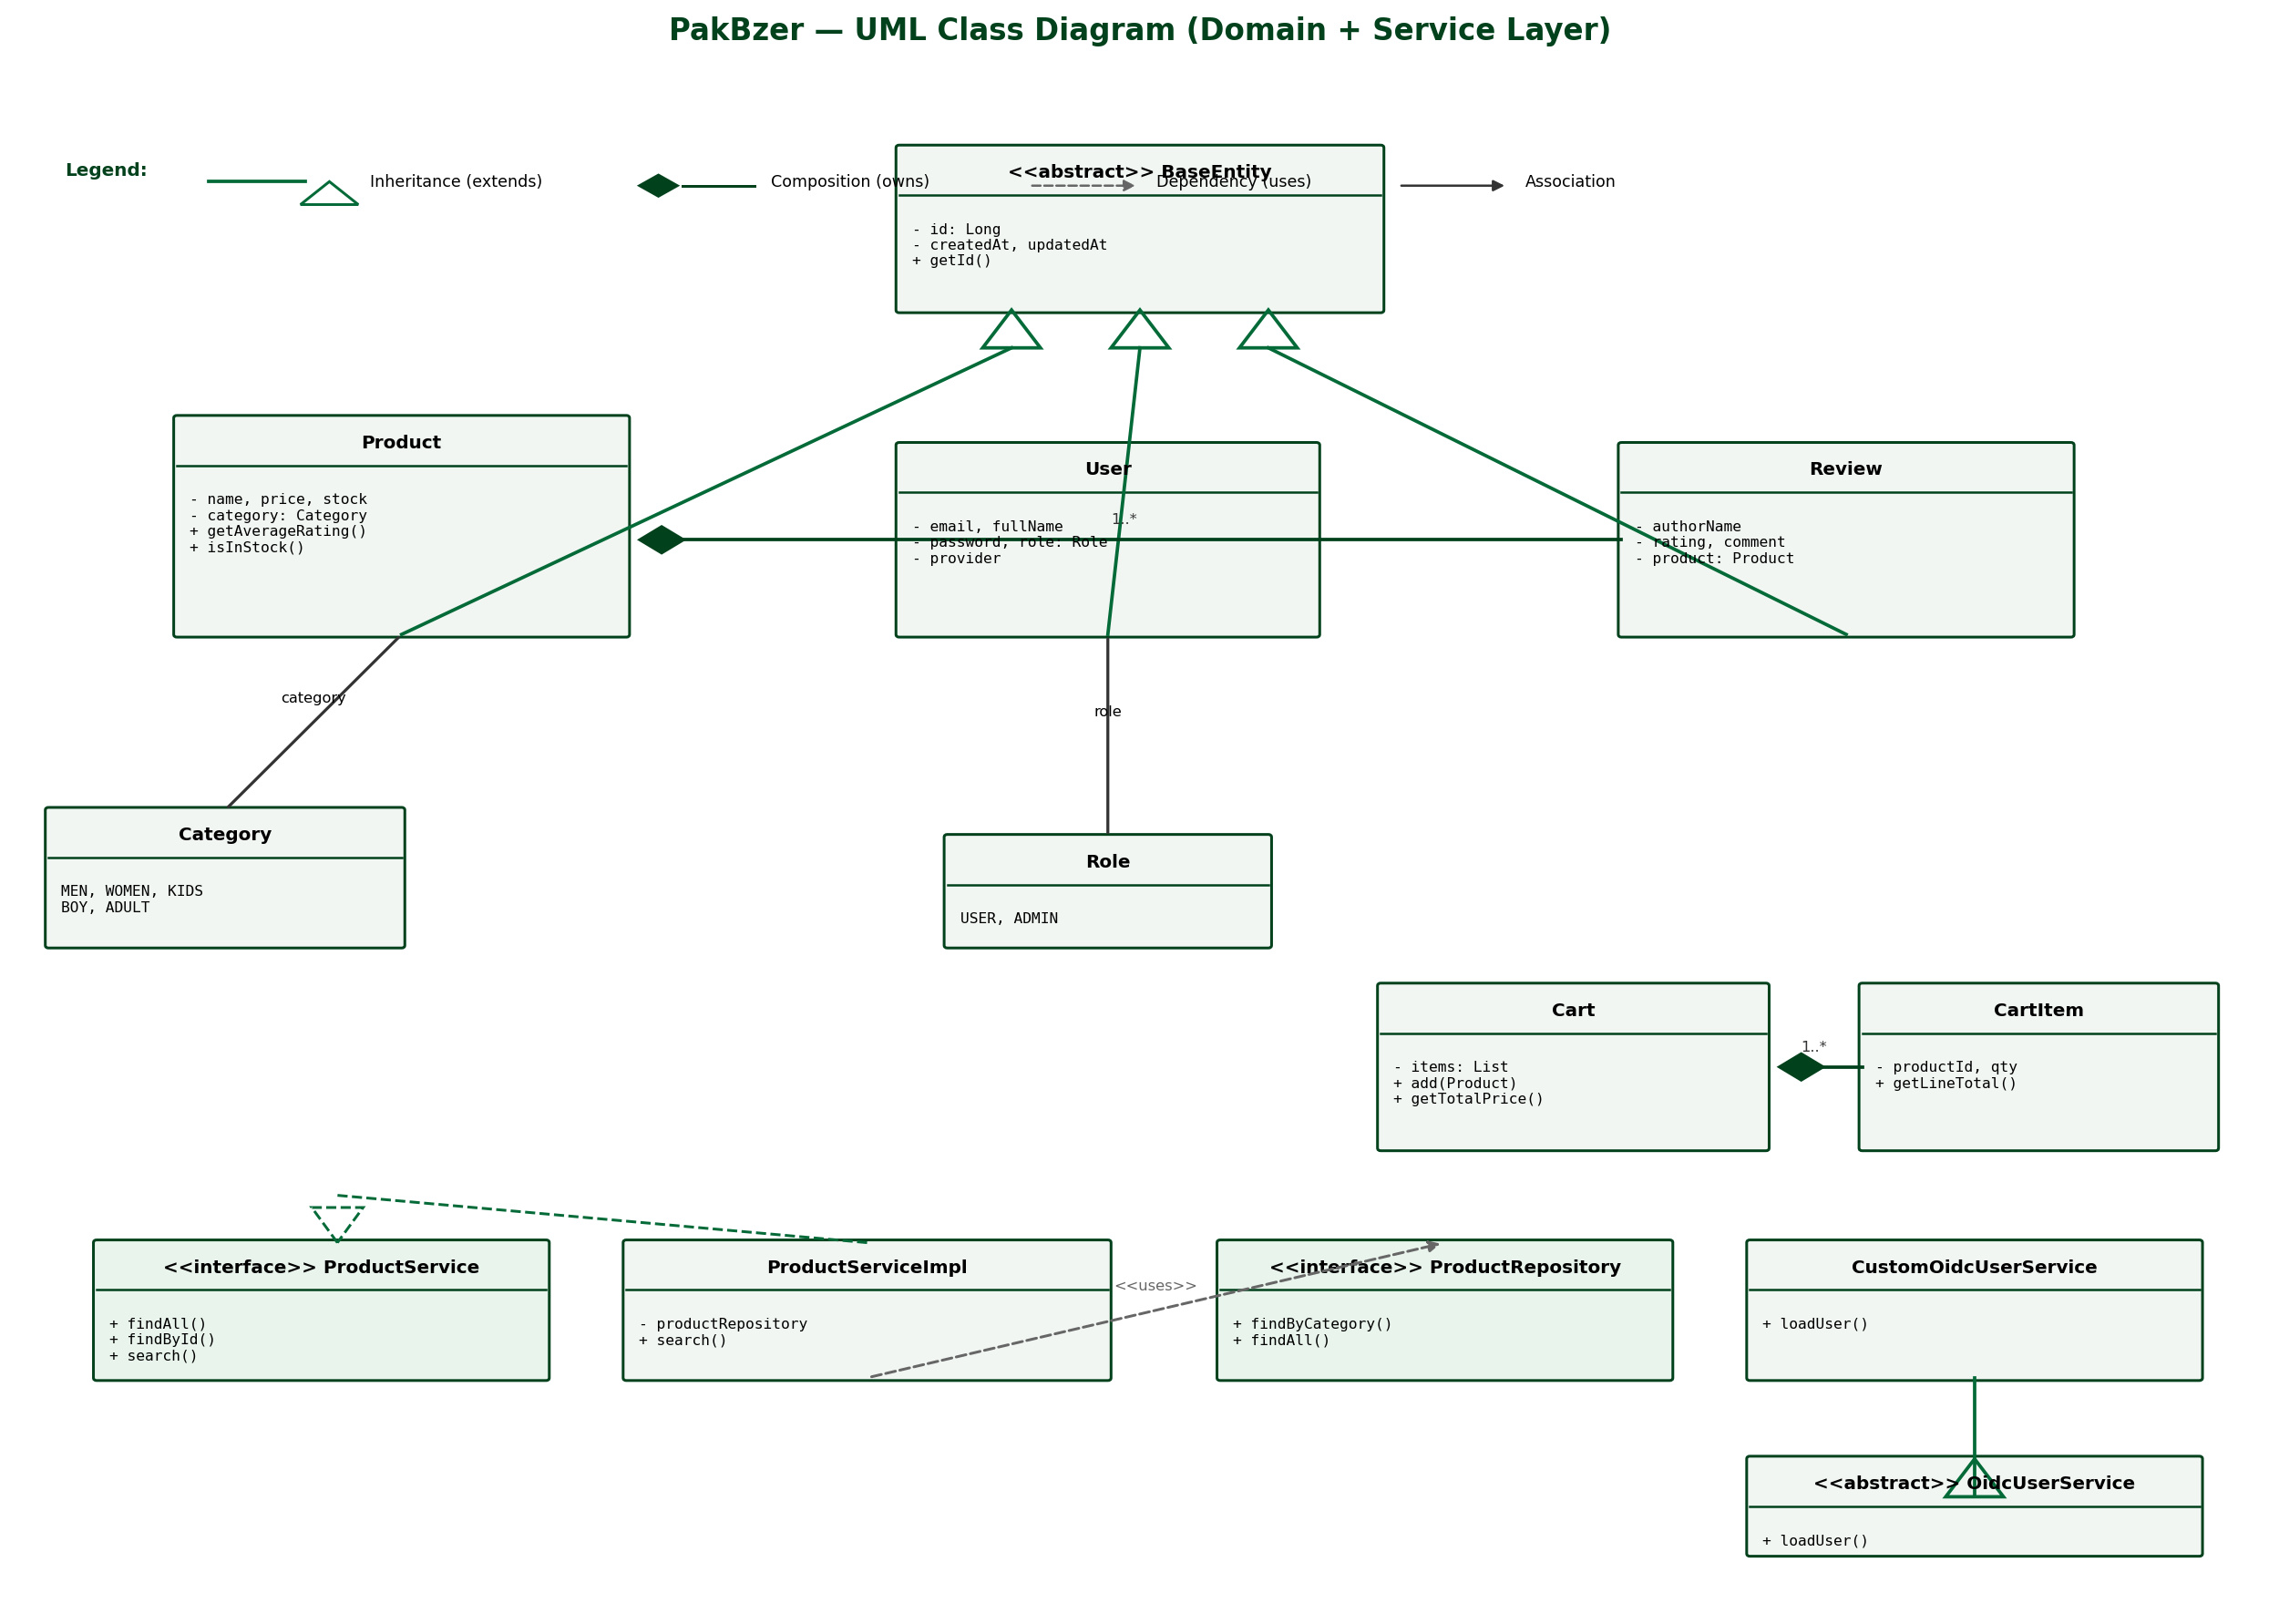 PakBzer — UML Class Diagram (Domain + Service Layer)
Legend:
Inheritance (extends)
Composition (owns)
Dependency (uses)
Association
<<abstract>> BaseEntity
- id: Long
- createdAt, updatedAt
+ getId()
Product
- name, price, stock
- category: Category
+ getAverageRating()
+ isInStock()
User
- email, fullName
- password, role: Role
- provider
1..*
Review
- authorName
- rating, comment
- product: Product
category
role
Category
MEN, WOMEN, KIDS
BOY, ADULT
Role
USER, ADMIN
Cart
- items: List
+ add(Product)
+ getTotalPrice()
1..*
CartItem
- productId, qty
+ getLineTotal()
<<interface>> ProductService
+ findAll()
+ findById()
+ search()
ProductServiceImpl
- productRepository
+ search()
<<uses>>
<<interface>> ProductRepository
+ findByCategory()
+ findAll()
CustomOidcUserService
+ loadUser()
<<abstract>> OidcUserService
+ loadUser()